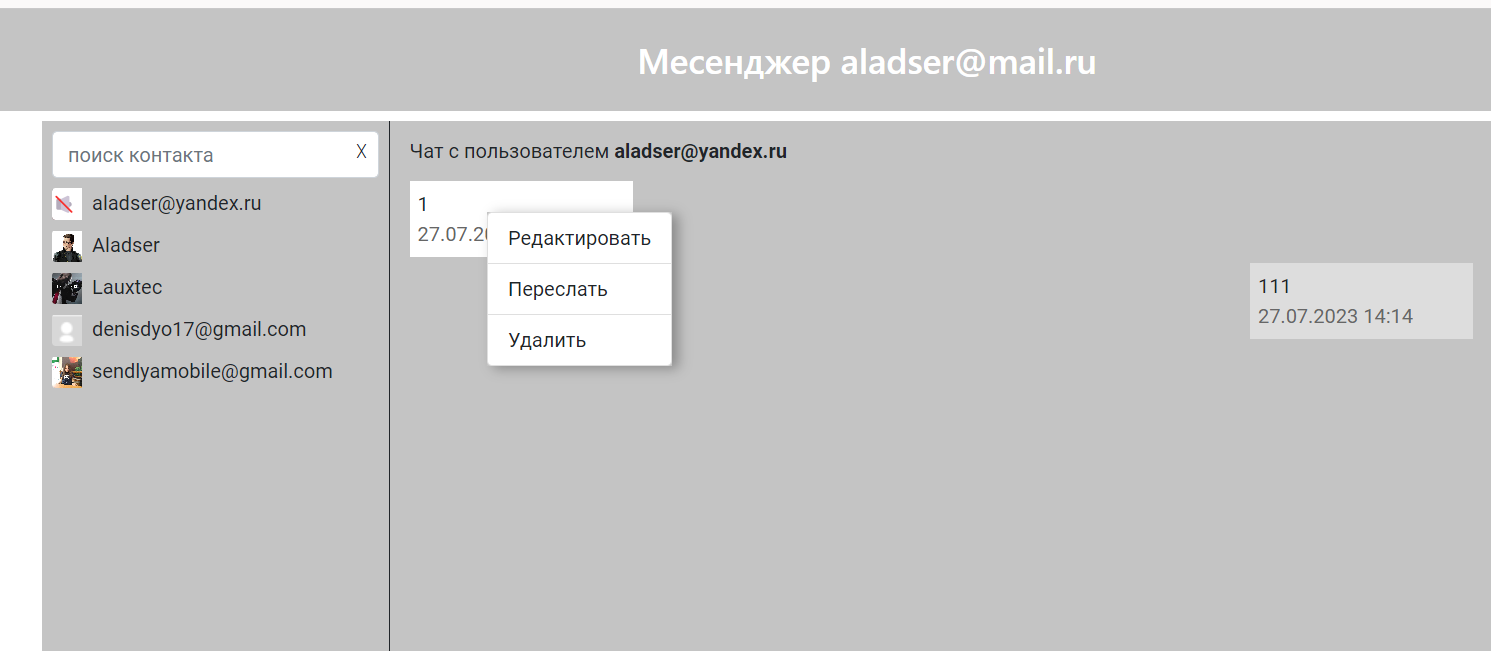 Месенджер aladser@mail.ru
поиск контакта X
aladser@yandex.ru
Aladser
Lauxtec
denisdyo17@gmail.com
sendlyamobile@gmail.com
Чат с пользователем aladser@yandex.ru
1
27.07.20
Редактировать
Переслать
Удалить
111
27.07.2023 14:14